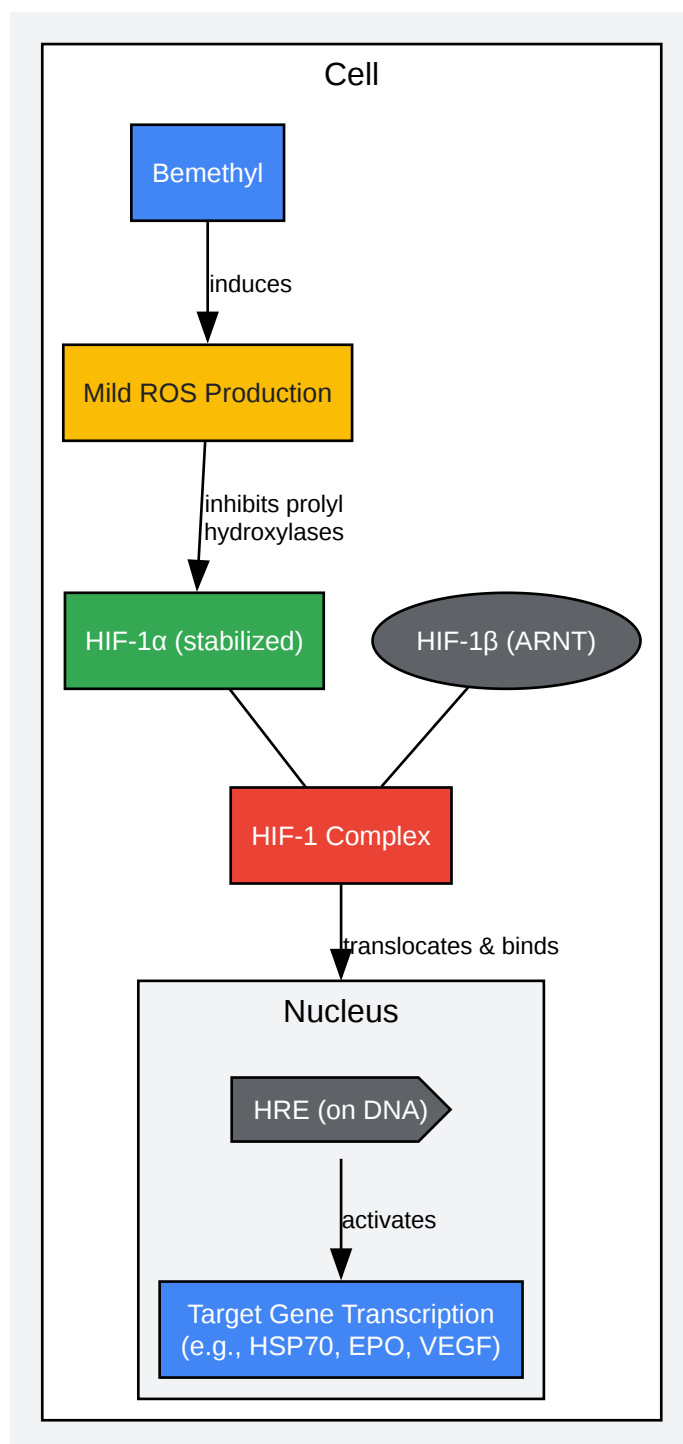 Cell
Bemethyl
induces
Mild ROS Production
inhibits prolyl
hydroxylases
HIF-1α (stabilized)
HIF-1β (ARNT)
HIF-1 Complex
translocates & binds
Nucleus
HRE (on DNA)
activates
Target Gene Transcription
(e.g., HSP70, EPO, VEGF)